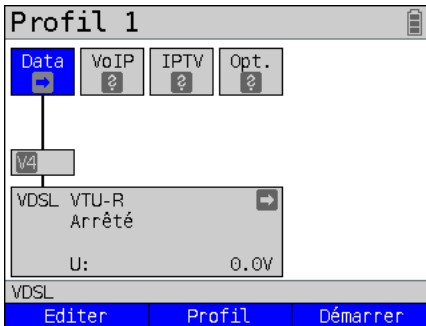 Profil 1
Data VoIP IPTV Opt.
? ? ?
V4
VDSL VTU-R
Arrêté
U: 0.0V
VDSL
Editer Profil Démarrer